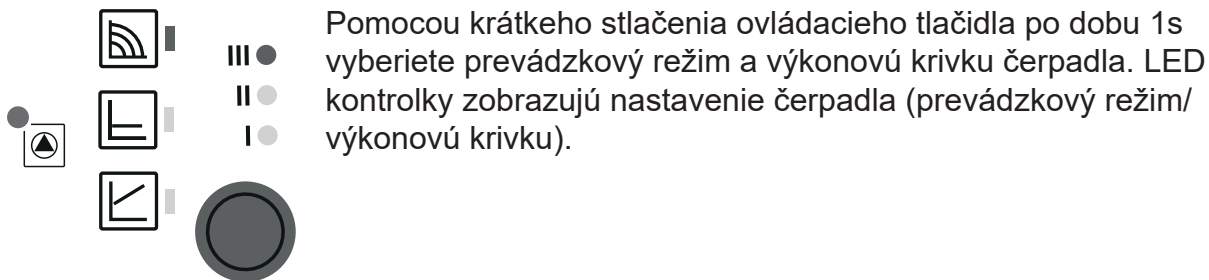 III
II
I
Pomocou krátkeho stlačenia ovládacieho tlačidla po dobu 1s
vyberiete prevádzkový režim a výkonovú krivku čerpadla. LED
kontrolky zobrazujú nastavenie čerpadla (prevádzkový režim/
výkonovú krivku).